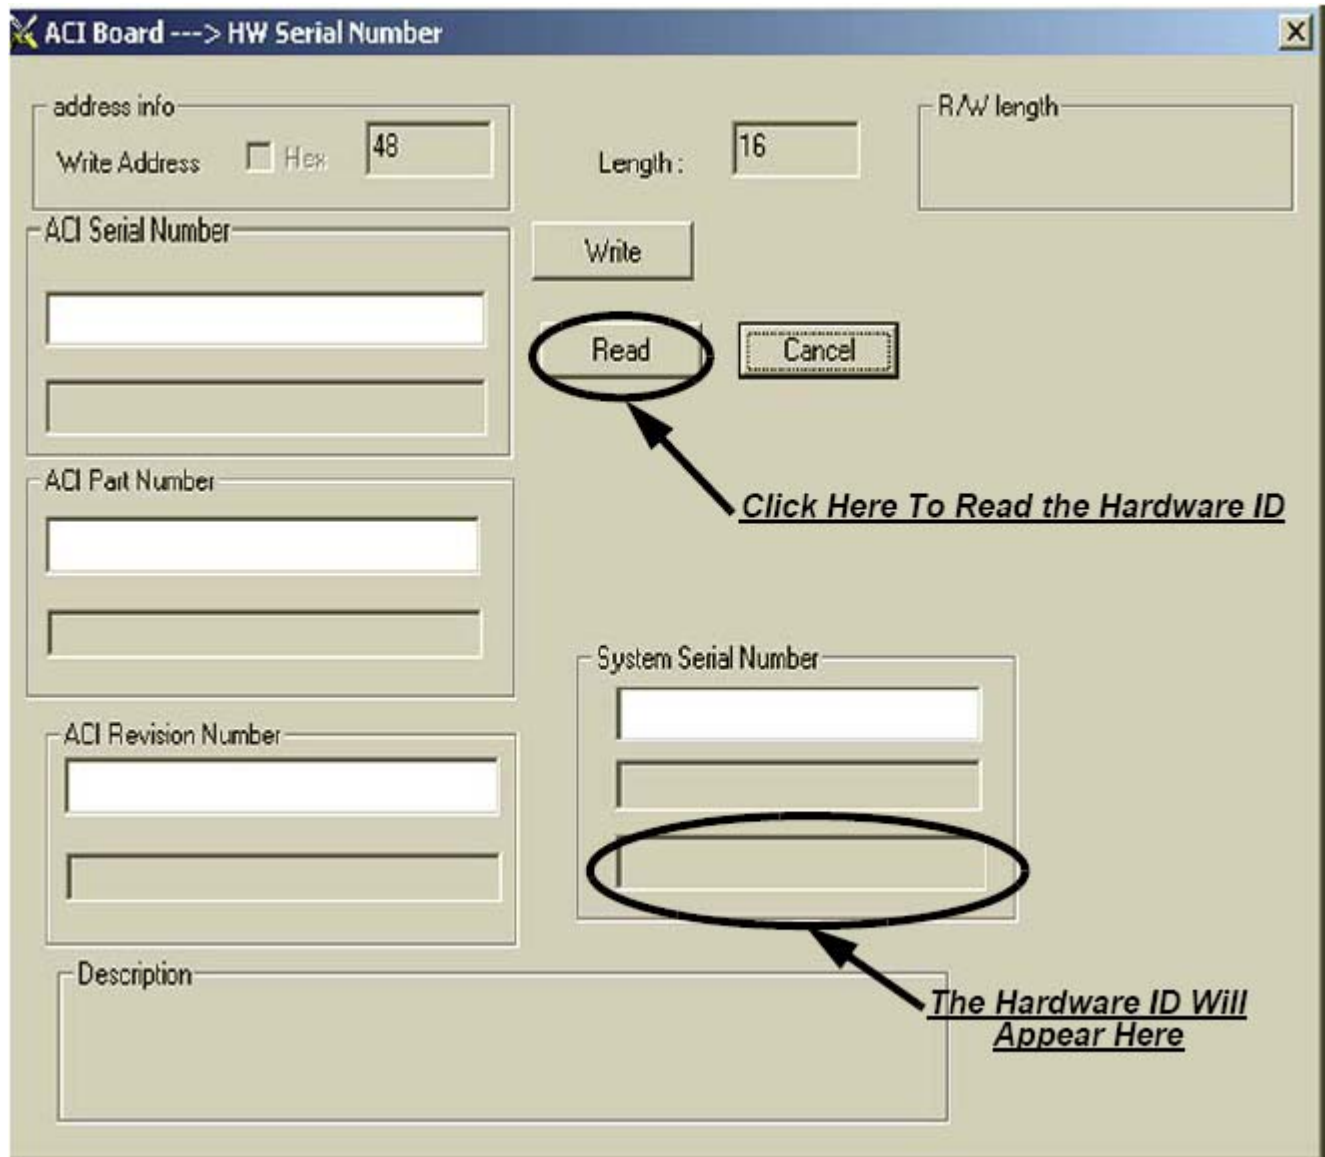 ACI Board ---> HW Serial Number
address info
Write Address Hex 48
Length : 16
R/W length
ACI Serial Number
Write
Read
Cancel
Click Here To Read the Hardware ID
ACI Part Number
System Serial Number
ACI Revision Number
Description
The Hardware ID Will
Appear Here